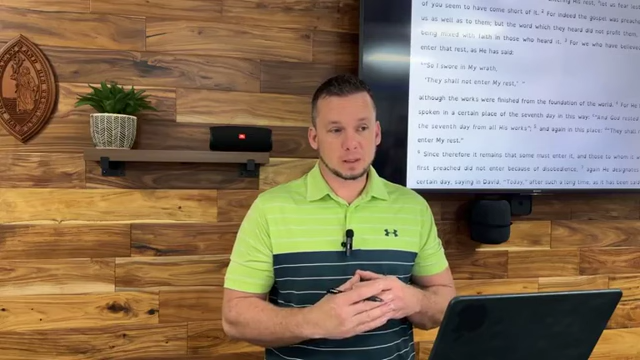 of you seem to have come short of it. 2 For indeed the gospel was preached
us as well as to them; but the word which they heard did not profit them,
being mixed with faith in those who heard it. 3 For we who have believed
enter that rest, as He has said:
"So I swore in My wrath,
'They shall not enter My rest,' "
although the works were finished from the foundation of the world. 4 For He
spoken in a certain place of the seventh day in this way: "And God rested
the seventh day from all His works"; 5 and again in this place: "They shall
enter My rest."
6 Since therefore it remains that some must enter it, and those to whom it
first preached did not enter because of disobedience, 7 again He designates
certain day, saying in David, "Today," after such a long time, as it has been
JBL